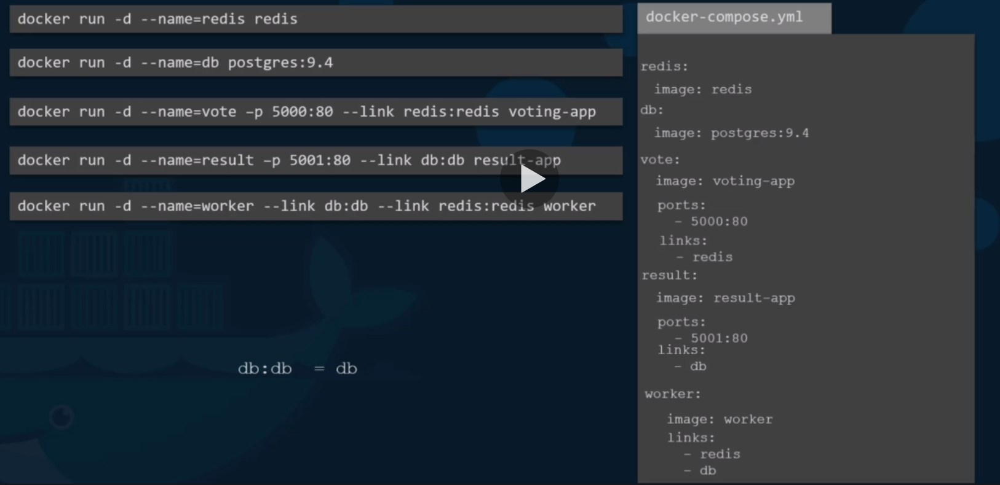 docker run -d --name=redis redis
docker run -d --name=db postgres:9.4
docker run -d --name=vote –p 5000:80 --link redis:redis voting-app
docker run -d --name=result –p 5001:80 --link db:db result-app
docker run -d --name=worker --link db:db --link redis:redis worker
db:db = db
docker-compose.yml
redis:
image: redis
db:
image: postgres:9.4
vote:
image: voting-app
ports:
- 5000:80
links:
- redis
result:
image: result-app
ports:
- 5001:80
links:
- db
worker:
image: worker
links:
- redis
- db